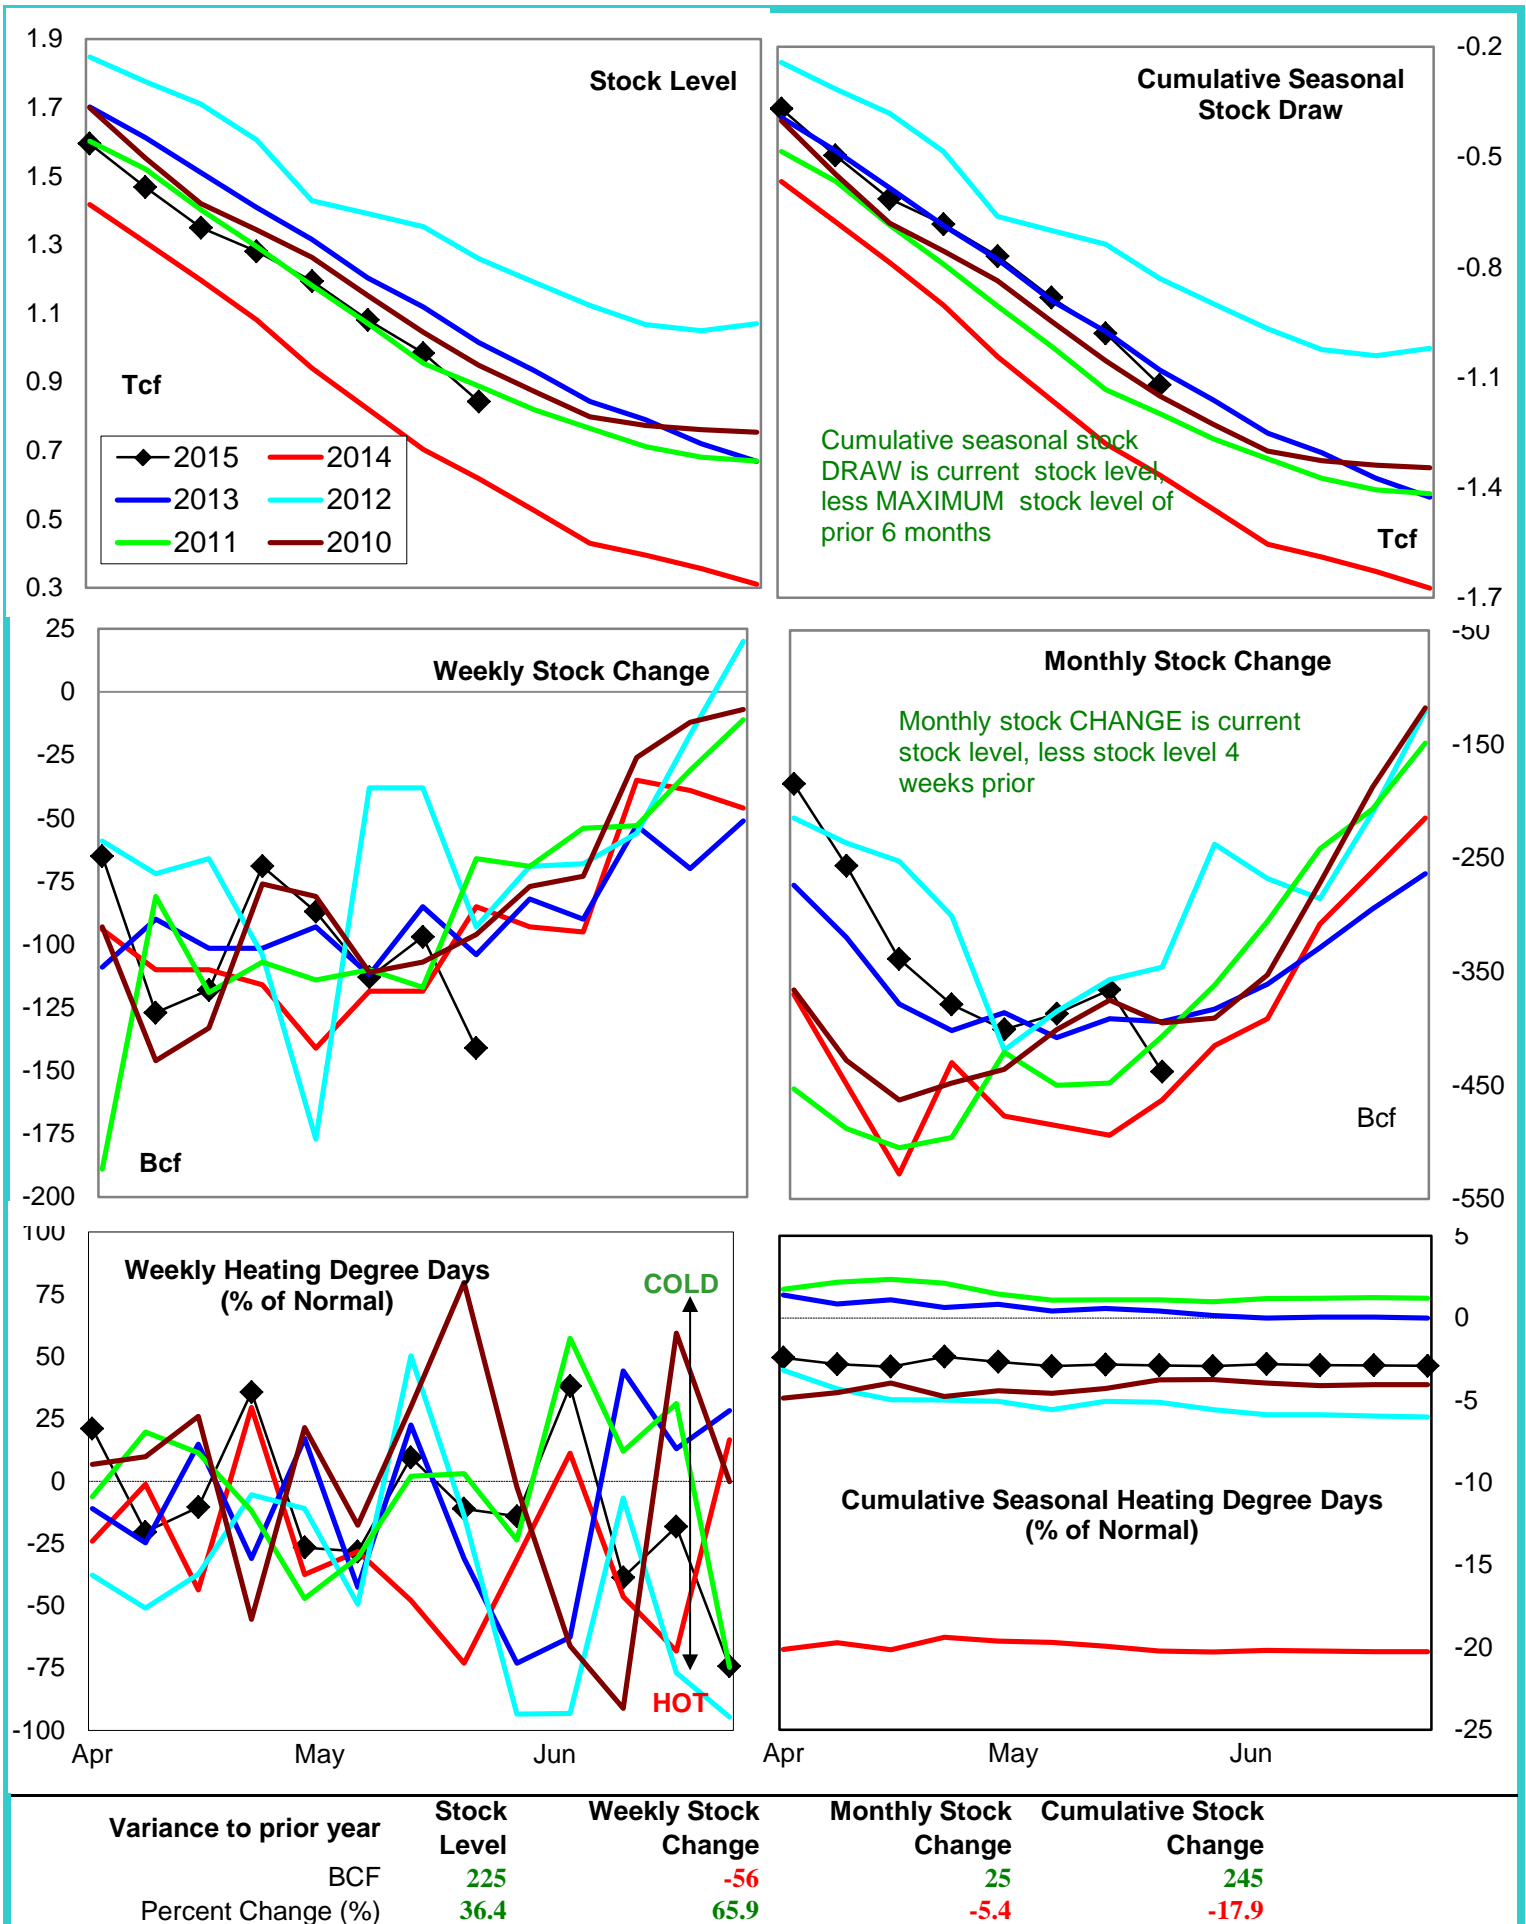 1.9
1.7
1.5
1.3
1.1
0.9
0.7
0.5
0.3
Stock Level
Tcf
2015 2014
2013 2012
2011 2010
Cumulative Seasonal
Stock Draw
-0.2
-0.5
-0.8
-1.1
-1.4
-1.7
Cumulative seasonal stock
DRAW is current stock level,
less MAXIMUM stock level of
prior 6 months
Tcf
25
0
-25
-50
-75
-100
-125
-150
-175
-200
Weekly Stock Change
Bcf
Monthly Stock Change
Monthly stock CHANGE is current
stock level, less stock level 4
weeks prior
-50
-150
-250
-350
-450
-550
Bcf
100
75
50
25
0
-25
-50
-75
-100
Weekly Heating Degree Days
(% of Normal)
COLD
HOT
Apr May Jun
5
0
-5
-10
-15
-20
-25
Cumulative Seasonal Heating Degree Days
(% of Normal)
Apr May Jun
Variance to prior year
Stock
Level
Weekly Stock
Change
Monthly Stock
Change
Cumulative Stock
Change
BCF 225 -56 25 245
Percent Change (%) 36.4 65.9 -5.4 -17.9